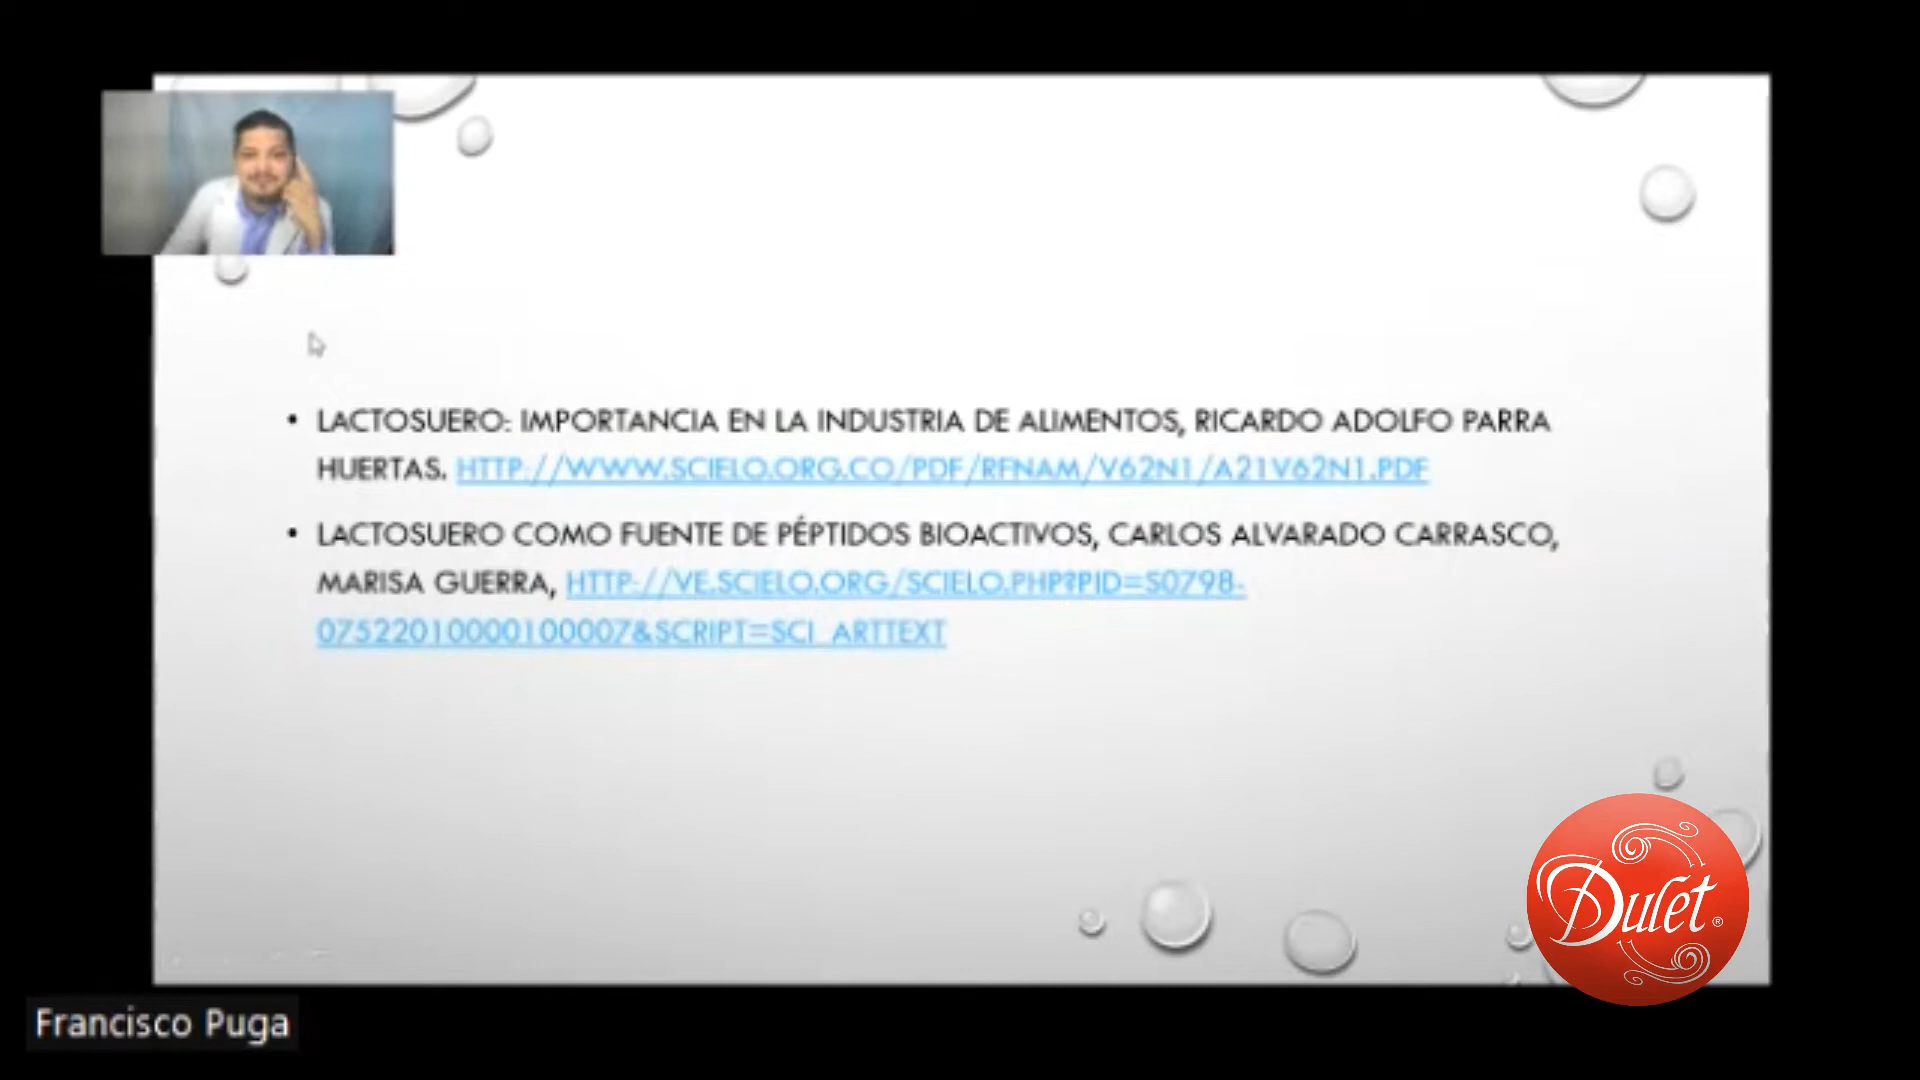 • LACTOSUERO: IMPORTANCIA EN LA INDUSTRIA DE ALIMENTOS, RICARDO ADOLFO PARRA
HUERTAS. HTTP://WWW.SCIELO.ORG.CO/PDF/RFNAM/V62N1/A21V62N1.PDF
• LACTOSUERO COMO FUENTE DE PÉPTIDOS BIOACTIVOS, CARLOS ALVARADO CARRASCO,
MARISA GUERRA, HTTP://VE.SCIELO.ORG/SCIELO.PHP?PID=S0798-
07522010000100007&SCRIPT=SCI_ARTTEXT
Dulet®
Francisco Puga